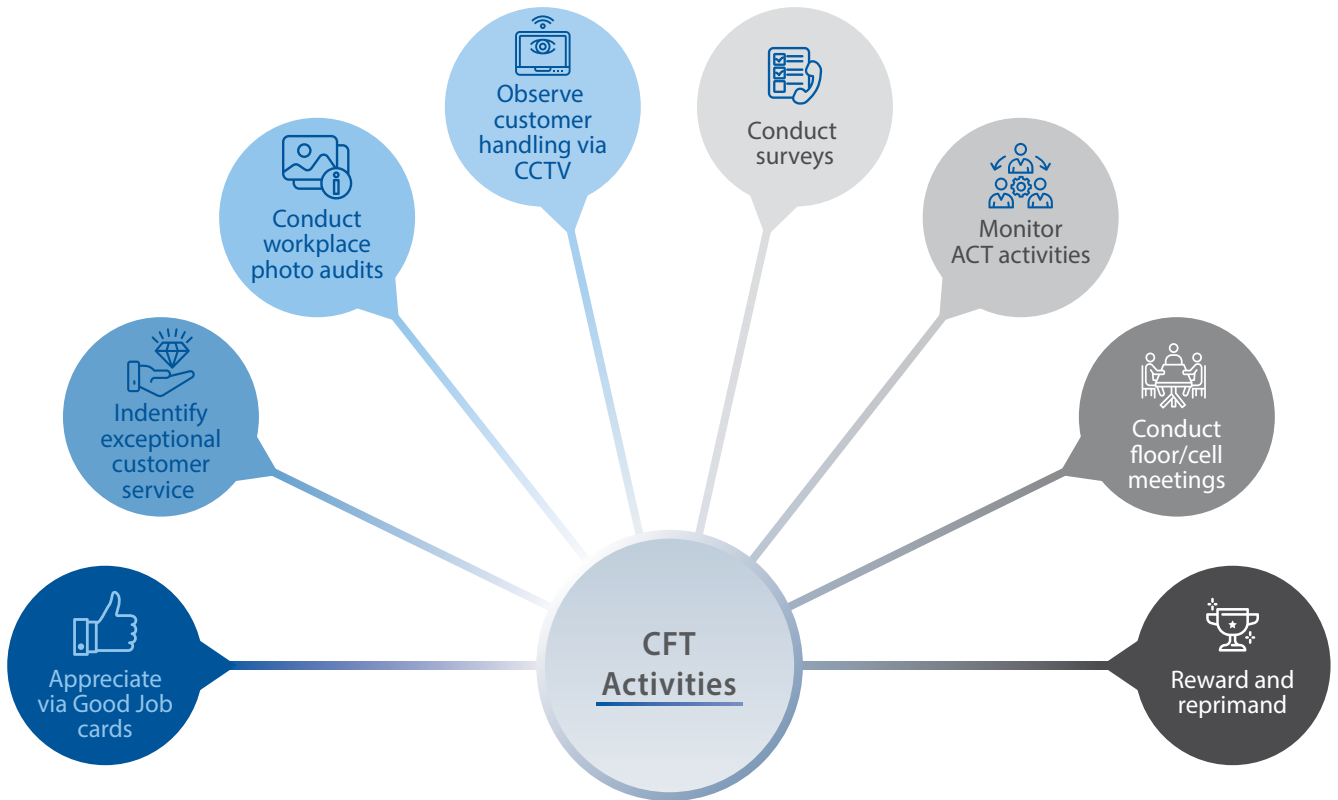 Observe
customer
handling via
CCTV
Conduct
surveys
Conduct
workplace
photo audits
Monitor
ACT activities
Indentify
exceptional
customer
service
Conduct
floor/cell
meetings
Appreciate
via Good Job
cards
CFT
Activities
Reward and
reprimand